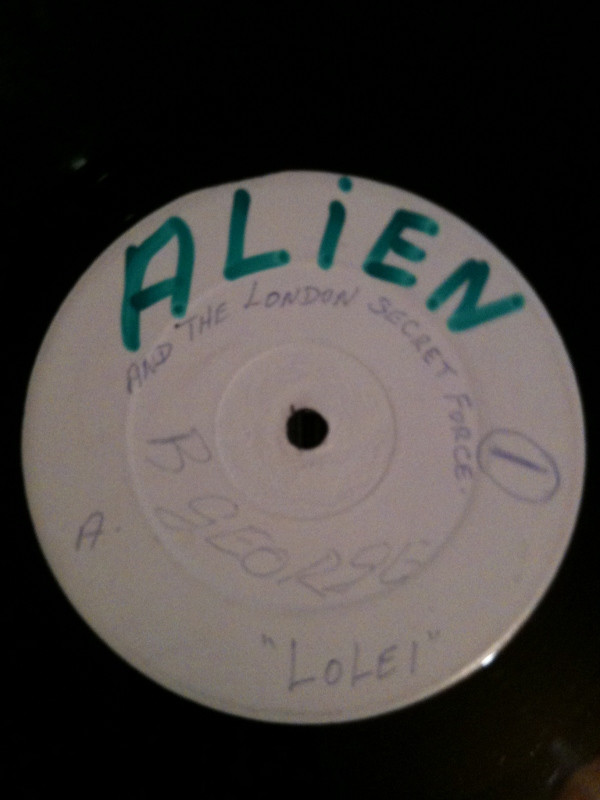 ALiEN
AND THE LONDON SECRET FORCE.
1
B GEORGE
A.
"LOLEI"